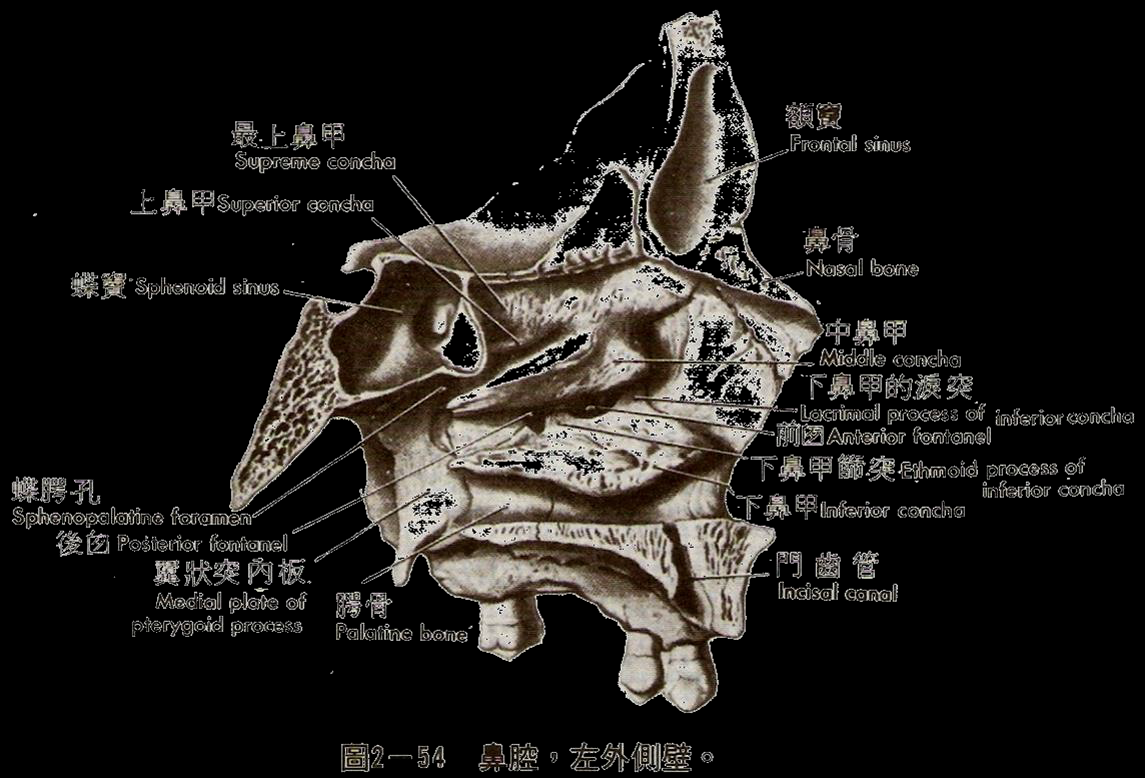 最上鼻甲
Supreme concha
上鼻甲 Superior concha
蝶竇 Sphenoid sinus
額竇
Frontal sinus
鼻骨
Nasal bone
中鼻甲
Middle concha
下鼻甲的淚突
Lacrimal process of inferior concha
前囟 Anterior fontanel
下鼻甲篩突 Ethmoid process of
inferior concha
下鼻甲 Inferior concha
門齒管
Incisal canal
蝶腭孔
Sphenopalatine foramen
後囟 Posterior fontanel
翼狀突內板
Medial plate of
pterygoid process
腭骨
Palatine bone
圖2—54 鼻腔，左外側壁。